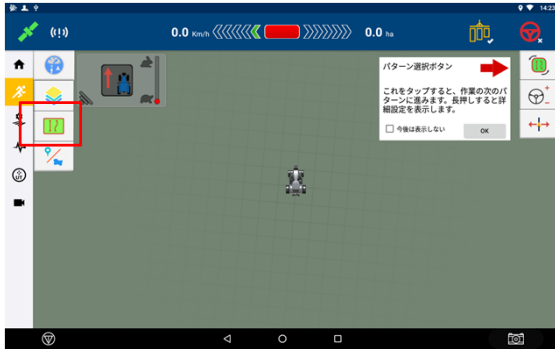 14:23
0.0 Km/h
0.0 ha
パターン選択ボタン
これをタップすると、作業の次のパ
ターンに進みます。長押しすると詳
細設定を表示します。
今後は表示しない
OK